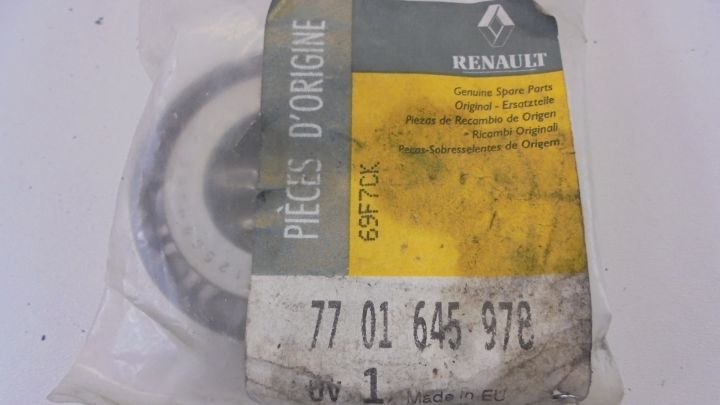 PIÈCES D'ORIGINE
RENAULT
Genuine Spare Parts
Original - Ersatzteile
Piezas de Recambio de Origen
- Ricambi Originali
Pecas-Sobresselentes de Origem
69F7CK
77 01 645 978
UV 1 Made in EU